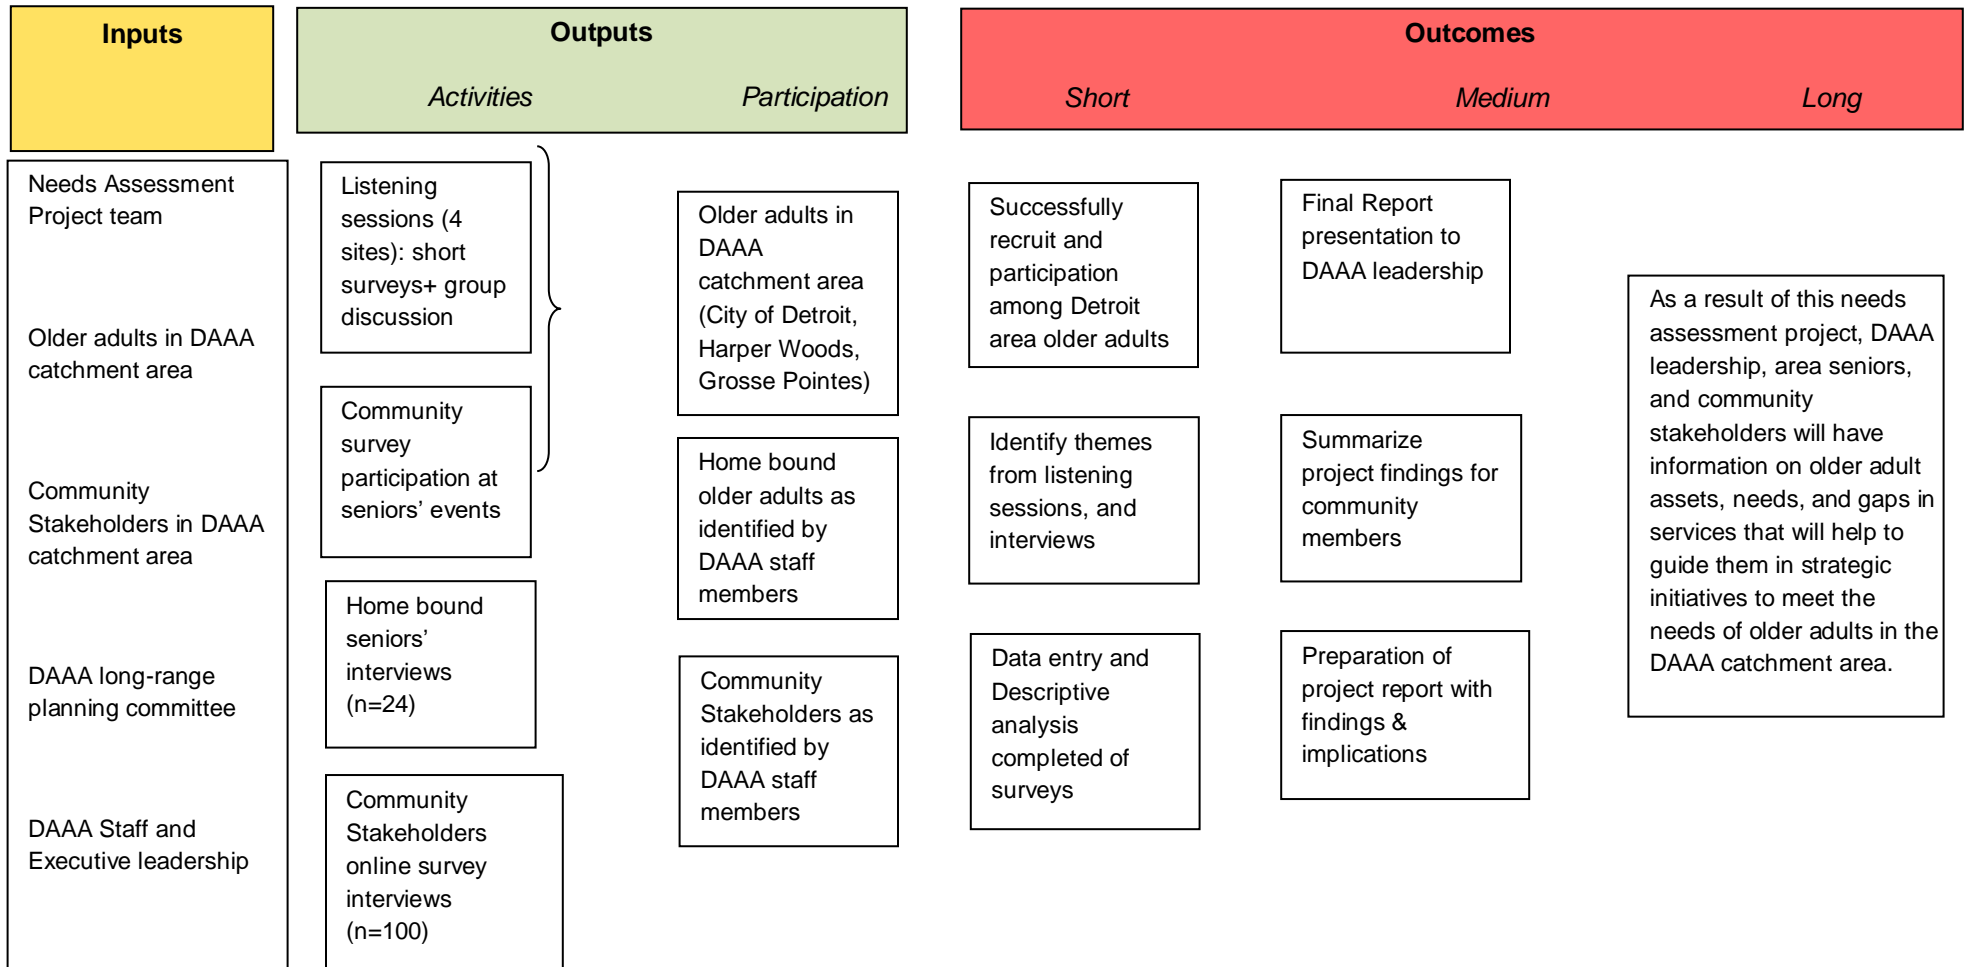 Inputs
Outputs
Activities
Participation
Outcomes
Short
Medium
Long
Needs Assessment
Project team
Older adults in DAAA
catchment area
Community
Stakeholders in DAAA
catchment area
DAAA long-range
planning committee
DAAA Staff and
Executive leadership
Listening
sessions (4
sites): short
surveys+ group
discussion
Community
survey
participation at
seniors’ events
Home bound
seniors’
interviews
(n=24)
Community
Stakeholders
online survey
interviews
(n=100)
Older adults in
DAAA
catchment area
(City of Detroit,
Harper Woods,
Grosse Pointes)
Home bound
older adults as
identified by
DAAA staff
members
Community
Stakeholders as
identified by
DAAA staff
members
Successfully
recruit and
participation
among Detroit
area older adults
Identify themes
from listening
sessions, and
interviews
Data entry and
Descriptive
analysis
completed of
surveys
Final Report
presentation to
DAAA leadership
Summarize
project findings for
community
members
Preparation of
project report with
findings &
implications
As a result of this needs
assessment project, DAAA
leadership, area seniors,
and community
stakeholders will have
information on older adult
assets, needs, and gaps in
services that will help to
guide them in strategic
initiatives to meet the
needs of older adults in the
DAAA catchment area.